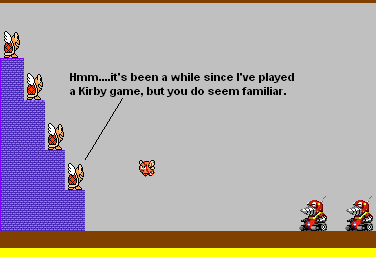 Hmm....it's been a while since I've played
a Kirby game, but you do seem familiar.